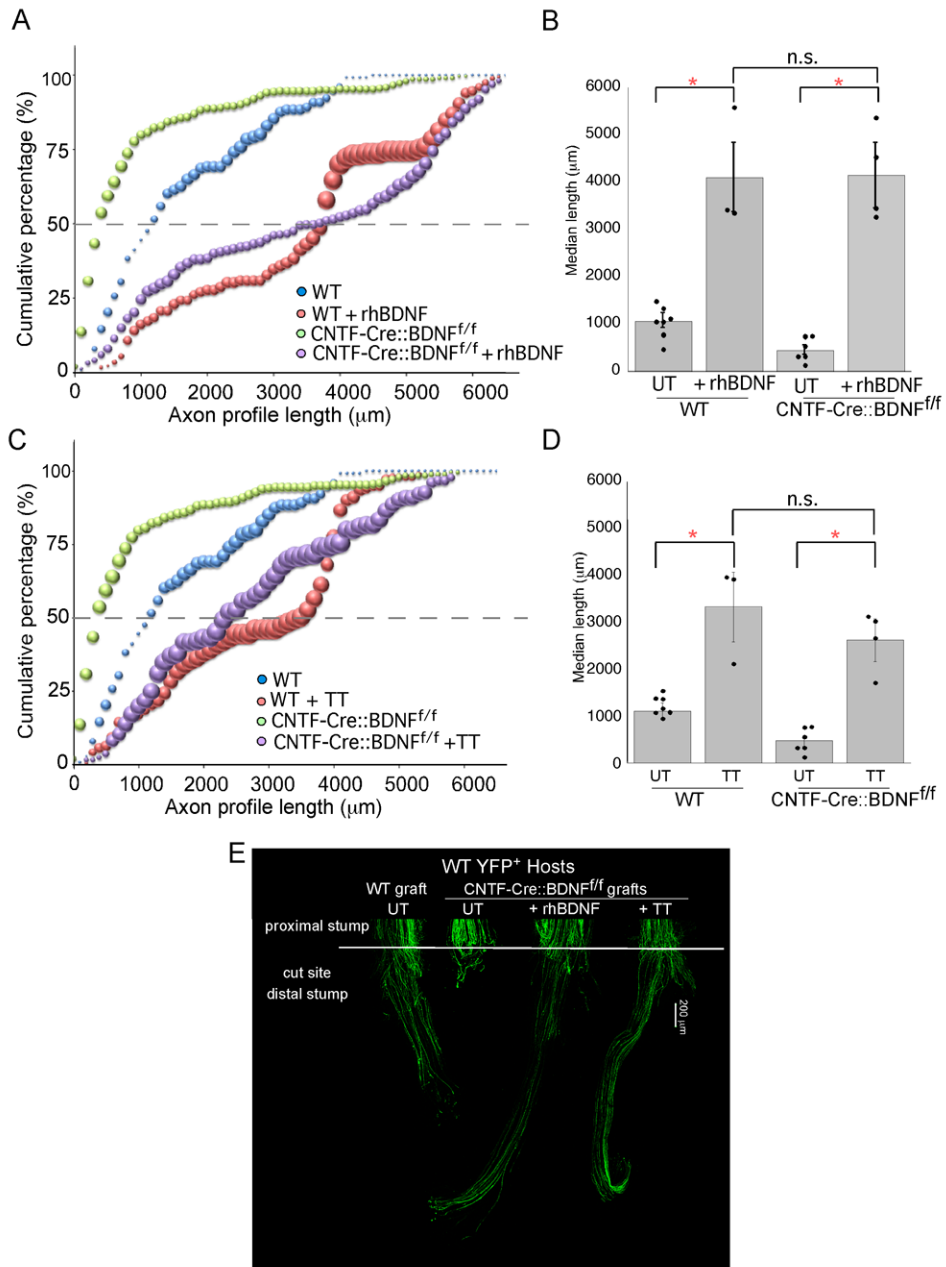 A
Cumulative percentage (%)
100
75
50
25
0
0 1000 2000 3000 4000 5000 6000
Axon profile length (μm)
WT
WT + rhBDNF
CNTF-Cre::BDNFf/f
CNTF-Cre::BDNFf/f + rhBDNF
B
n.s.
* *
Median length (μm)
6000
5000
4000
3000
2000
1000
0
UT + rhBDNF UT + rhBDNF
WT CNTF-Cre::BDNFf/f
C
Cumulative percentage (%)
100
75
50
25
0
0 1000 2000 3000 4000 5000 6000
Axon profile length (μm)
WT
WT + TT
CNTF-Cre::BDNFf/f
CNTF-Cre::BDNFf/f +TT
D
n.s.
* *
Median length (μm)
6000
5000
4000
3000
2000
1000
0
UT TT UT TT
WT CNTF-Cre::BDNFf/f
E
WT YFP+ Hosts
WT graft CNTF-Cre::BDNFf/f grafts
UT UT + rhBDNF + TT
proximal stump
cut site
distal stump
200 μm